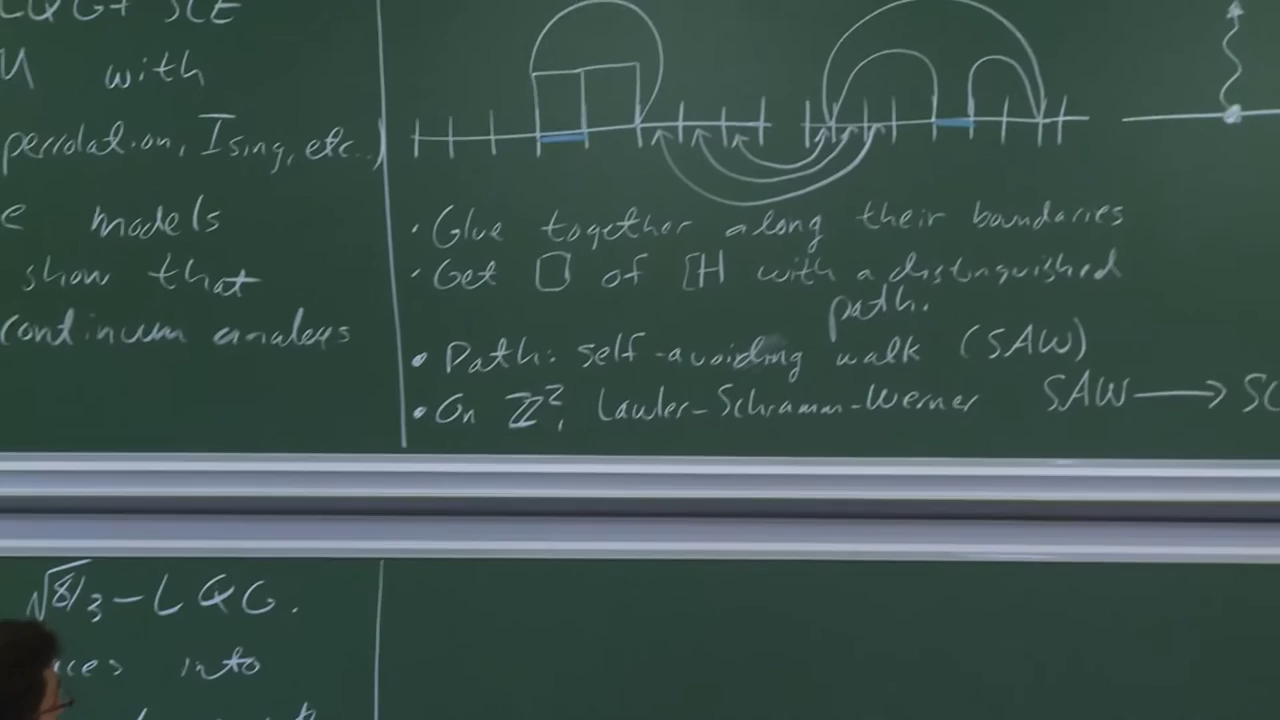 LQG+ SLE
M with
percolation, Ising, etc..)
e models
show that
continuum analogs
· Glue together along their boundaries
· Get □ of ℍ with a distinguished
path.
• Path: self-avoiding walk (SAW)
• On ℤ², Lawler-Schramm-Werner SAW ⟶ S
√8/3-LQG.
into